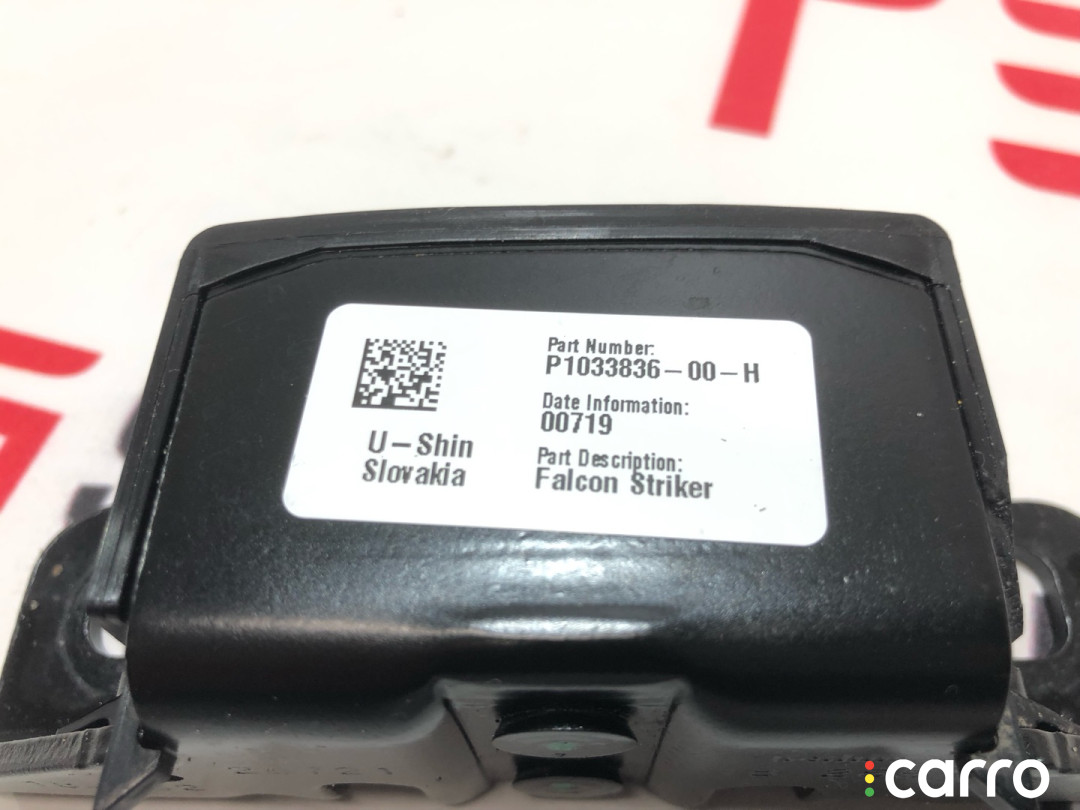 Part Number:
P1033836-00-H
Date Information:
00719
Part Description:
Falcon Striker
U-Shin
Slovakia
carro